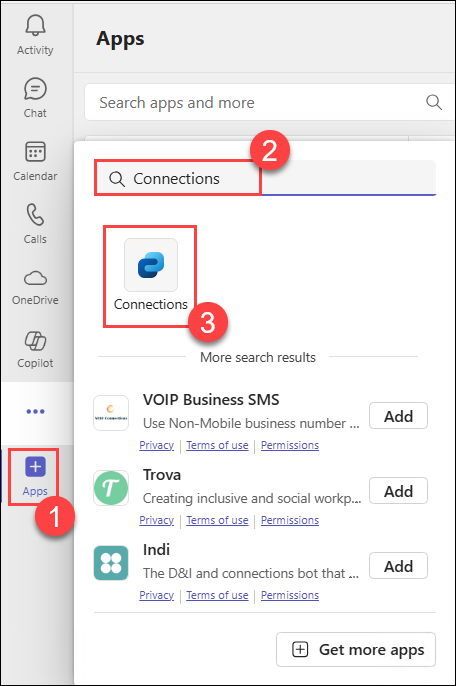 Activity
Chat
Calendar
Calls
OneDrive
Copilot
Apps
1
Apps
Search apps and more
2
Connections
Connections
3
More search results
VOIP Connections
VOIP Business SMS
Use Non-Mobile business number ...
Add
Privacy | Terms of use | Permissions
Trova
Creating inclusive and social workp...
Add
Privacy | Terms of use | Permissions
Indi
The D&I and connections bot that ...
Add
Privacy | Terms of use | Permissions
Get more apps